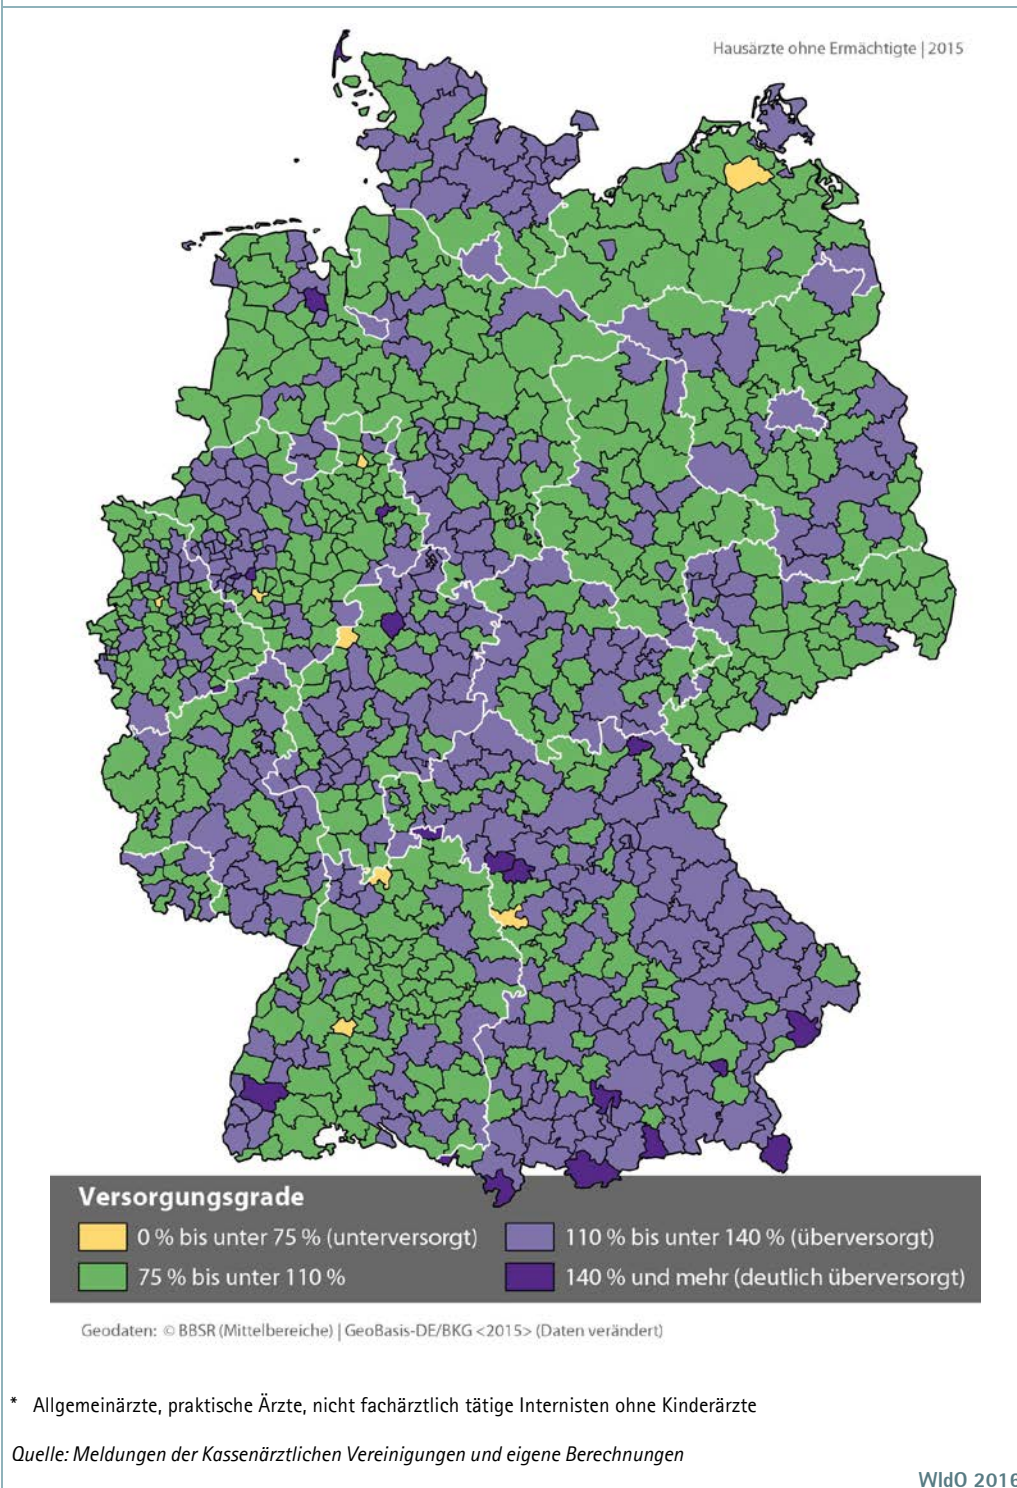 Hausärzte ohne Ermächtigte | 2015
Versorgungsgrade
0 % bis unter 75 % (unterversorgt)
110 % bis unter 140 % (überversorgt)
75 % bis unter 110 %
140 % und mehr (deutlich überversorgt)
Geodaten: © BBSR (Mittelbereiche) | GeoBasis-DE/BKG <2015> (Daten verändert)
* Allgemeinärzte, praktische Ärzte, nicht fachärztlich tätige Internisten ohne Kinderärzte
Quelle: Meldungen der Kassenärztlichen Vereinigungen und eigene Berechnungen
WIdO 2016